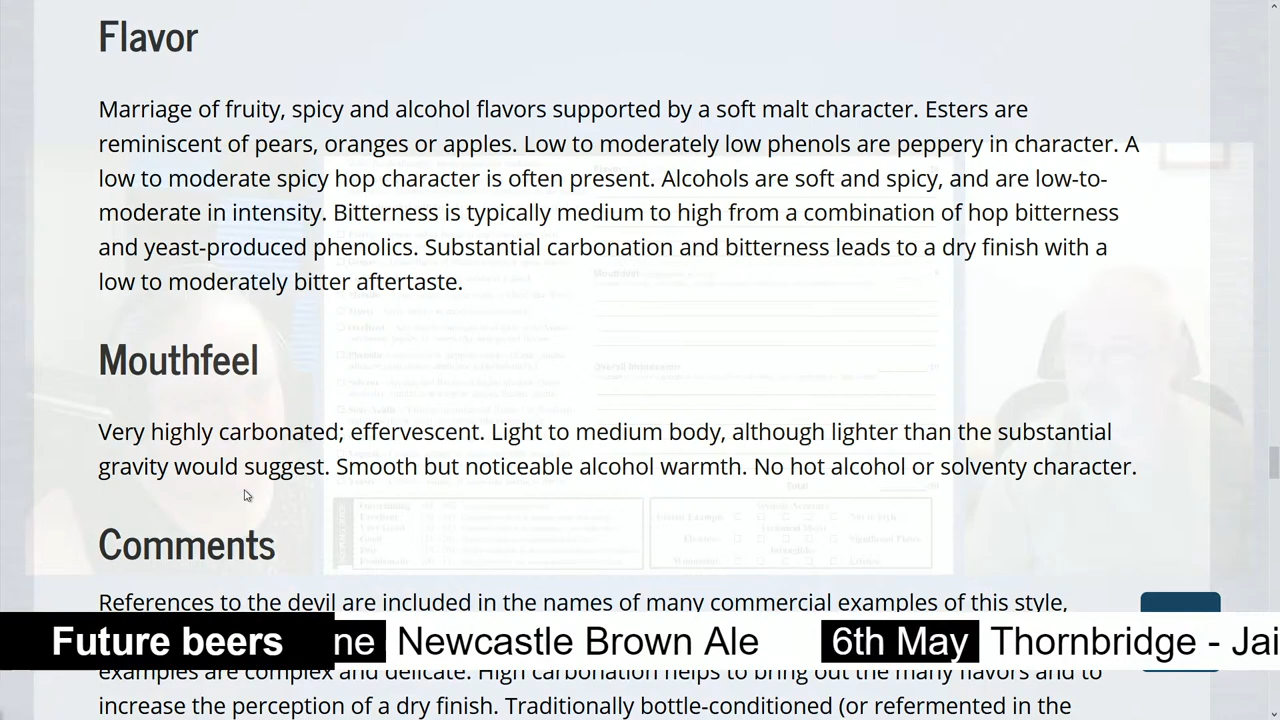 Flavor
Marriage of fruity, spicy and alcohol flavors supported by a soft malt character. Esters are
reminiscent of pears, oranges or apples. Low to moderately low phenols are peppery in character. A
low to moderate spicy hop character is often present. Alcohols are soft and spicy, and are low-to-
moderate in intensity. Bitterness is typically medium to high from a combination of hop bitterness
and yeast-produced phenolics. Substantial carbonation and bitterness leads to a dry finish with a
low to moderately bitter aftertaste.
Mouthfeel
Very highly carbonated; effervescent. Light to medium body, although lighter than the substantial
gravity would suggest. Smooth but noticeable alcohol warmth. No hot alcohol or solventy character.
Comments
References to the devil are included in the names of many commercial examples of this style,
Future beers ne Newcastle Brown Ale 6th May Thornbridge - Jai
examples are complex and delicate. High carbonation helps to bring out the many flavors and to
increase the perception of a dry finish. Traditionally bottle-conditioned (or refermented in the